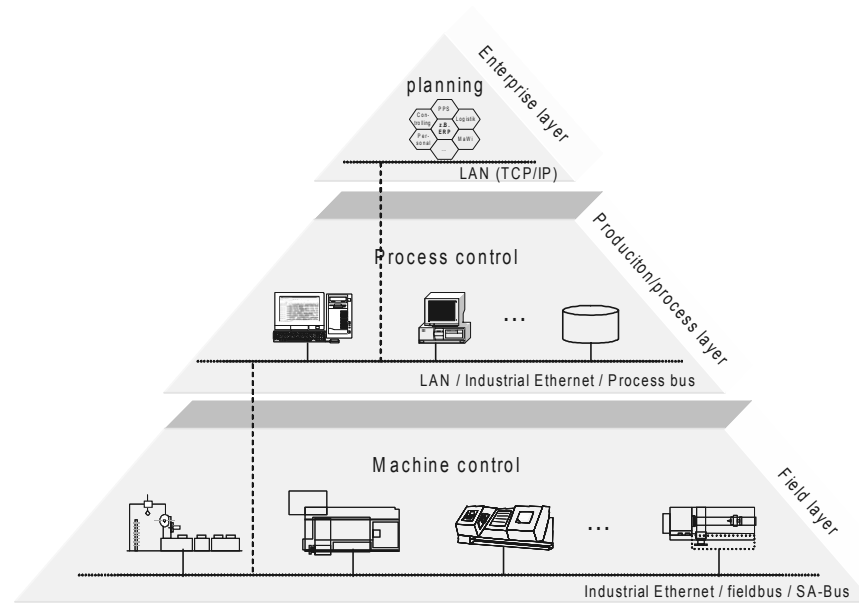 planning
Enterprise layer
PPS
Con-
trolling
Logistik
z.B.
ERP
Per-
sonal
MaWi
...
LAN (TCP/IP)
Process control
Produciton/process layer
...
LAN / Industrial Ethernet / Process bus
Machine control
Field layer
...
Industrial Ethernet / fieldbus / SA-Bus